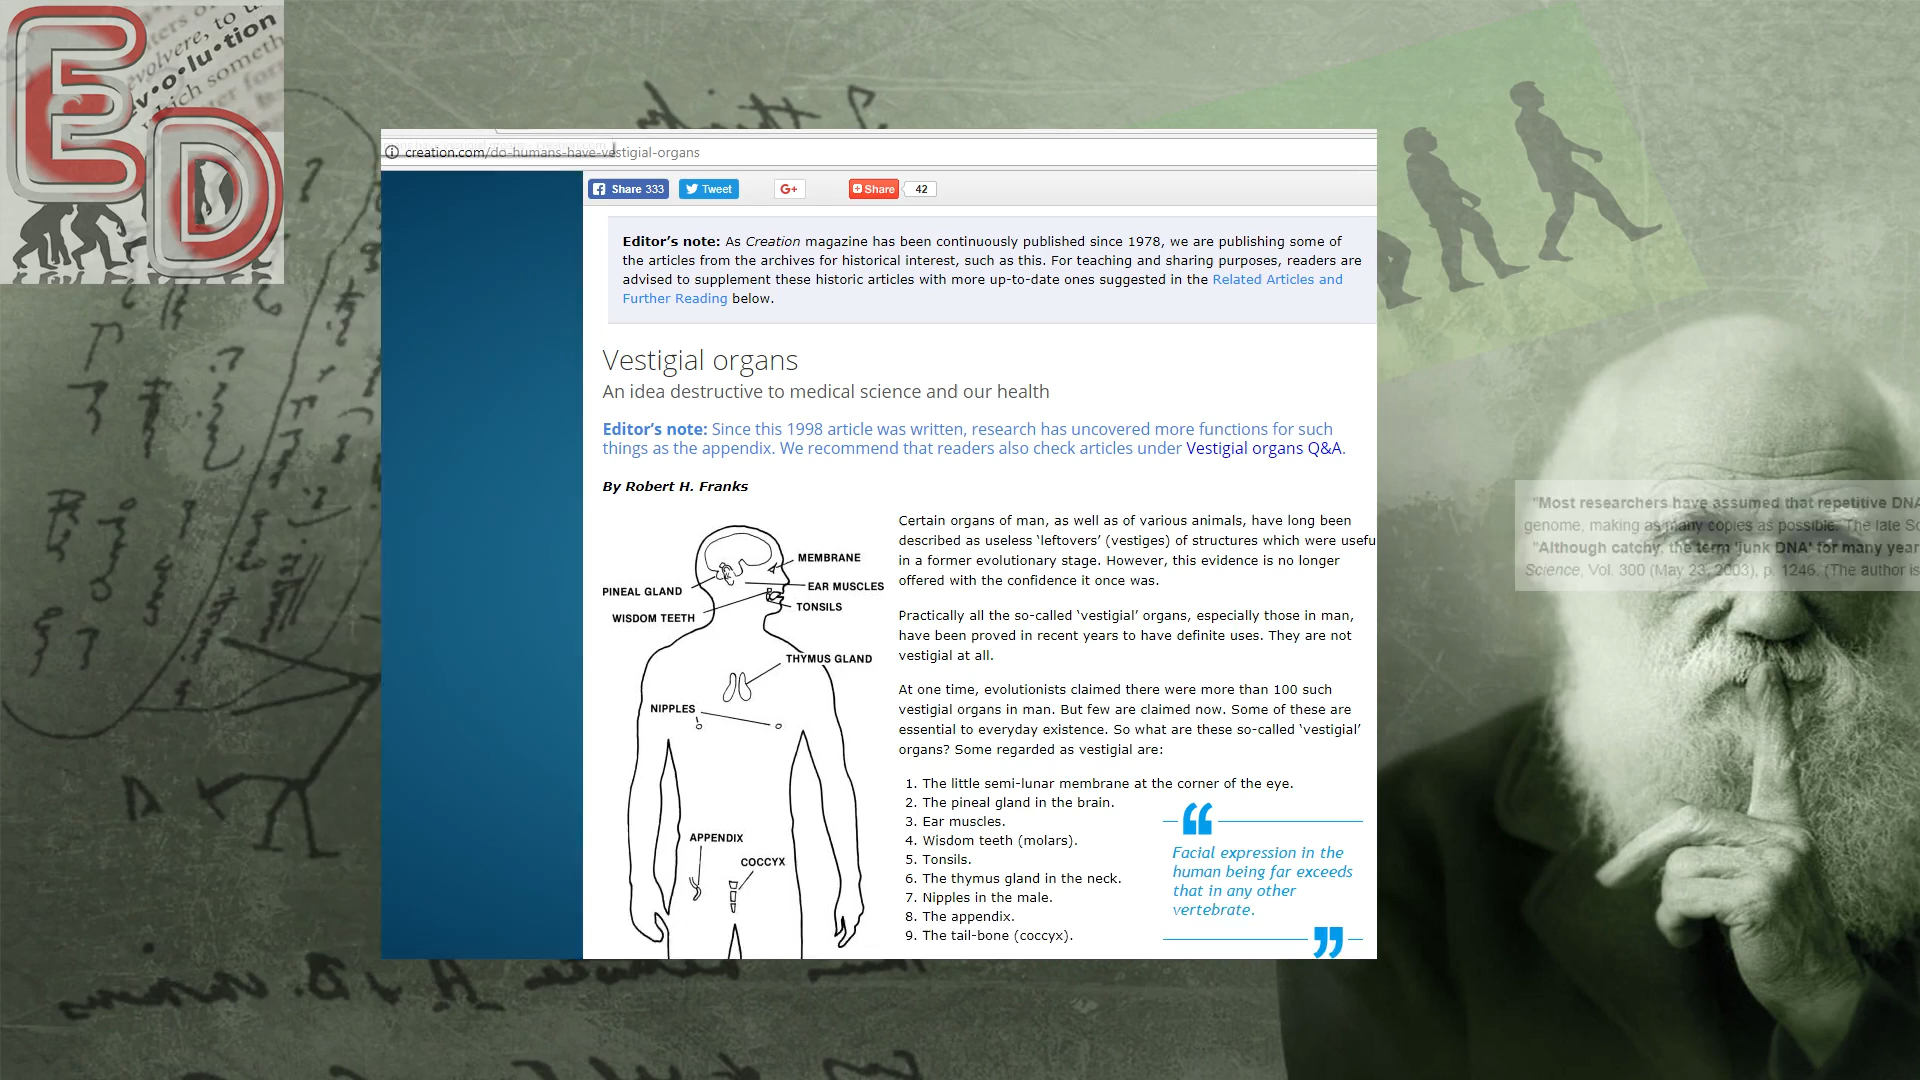 evolvere, to
ev•o•lu•tion
which someth
E
D
I think
creation.com/do-humans-have-vestigial-organs
Share 333
Tweet
G+
Share
42
Editor’s note: As Creation magazine has been continuously published since 1978, we are publishing some of
the articles from the archives for historical interest, such as this. For teaching and sharing purposes, readers are
advised to supplement these historic articles with more up-to-date ones suggested in the Related Articles and
Further Reading below.
Vestigial organs
An idea destructive to medical science and our health
Editor’s note: Since this 1998 article was written, research has uncovered more functions for such
things as the appendix. We recommend that readers also check articles under Vestigial organs Q&A.
By Robert H. Franks
MEMBRANE
PINEAL GLAND
EAR MUSCLES
TONSILS
WISDOM TEETH
THYMUS GLAND
NIPPLES
APPENDIX
COCCYX
Certain organs of man, as well as of various animals, have long been
described as useless ‘leftovers’ (vestiges) of structures which were usefu
in a former evolutionary stage. However, this evidence is no longer
offered with the confidence it once was.
Practically all the so-called ‘vestigial’ organs, especially those in man,
have been proved in recent years to have definite uses. They are not
vestigial at all.
At one time, evolutionists claimed there were more than 100 such
vestigial organs in man. But few are claimed now. Some of these are
essential to everyday existence. So what are these so-called ‘vestigial’
organs? Some regarded as vestigial are:
1. The little semi-lunar membrane at the corner of the eye.
2. The pineal gland in the brain.
3. Ear muscles.
4. Wisdom teeth (molars).
5. Tonsils.
6. The thymus gland in the neck.
7. Nipples in the male.
8. The appendix.
9. The tail-bone (coccyx).
“
Facial expression in the
human being far exceeds
that in any other
vertebrate.
”
"Most researchers have assumed that repetitive DNA
genome, making as many copies as possible. The late Sc
"Although catchy, the term 'junk DNA' for many year
Science, Vol. 300 (May 23, 2003), p. 1246. (The author is